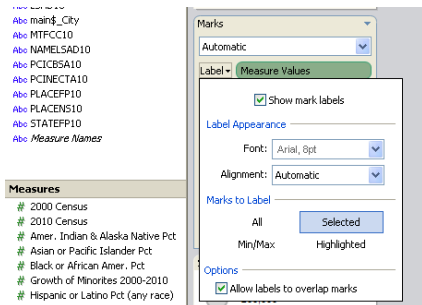 Abc main$_City
Abc MTFCC10
Abc NAMELSAD10
Abc PCICBSA10
Abc PCINECTA10
Abc PLACEFP10
Abc PLACENS10
Abc STATEFP10
Abc Measure Names
Measures
# 2000 Census
# 2010 Census
# Amer. Indian & Alaska Native Pct
# Asian or Pacific Islander Pct
# Black or African Amer. Pct
# Growth of Minorites 2000-2010
# Hispanic or Latino Pct (any race)
Marks
Automatic
Label Measure Values
Show mark labels
Label Appearance
Font: Arial, 8pt
Alignment: Automatic
Marks to Label
All Selected
Min/Max Highlighted
Options
Allow labels to overlap marks